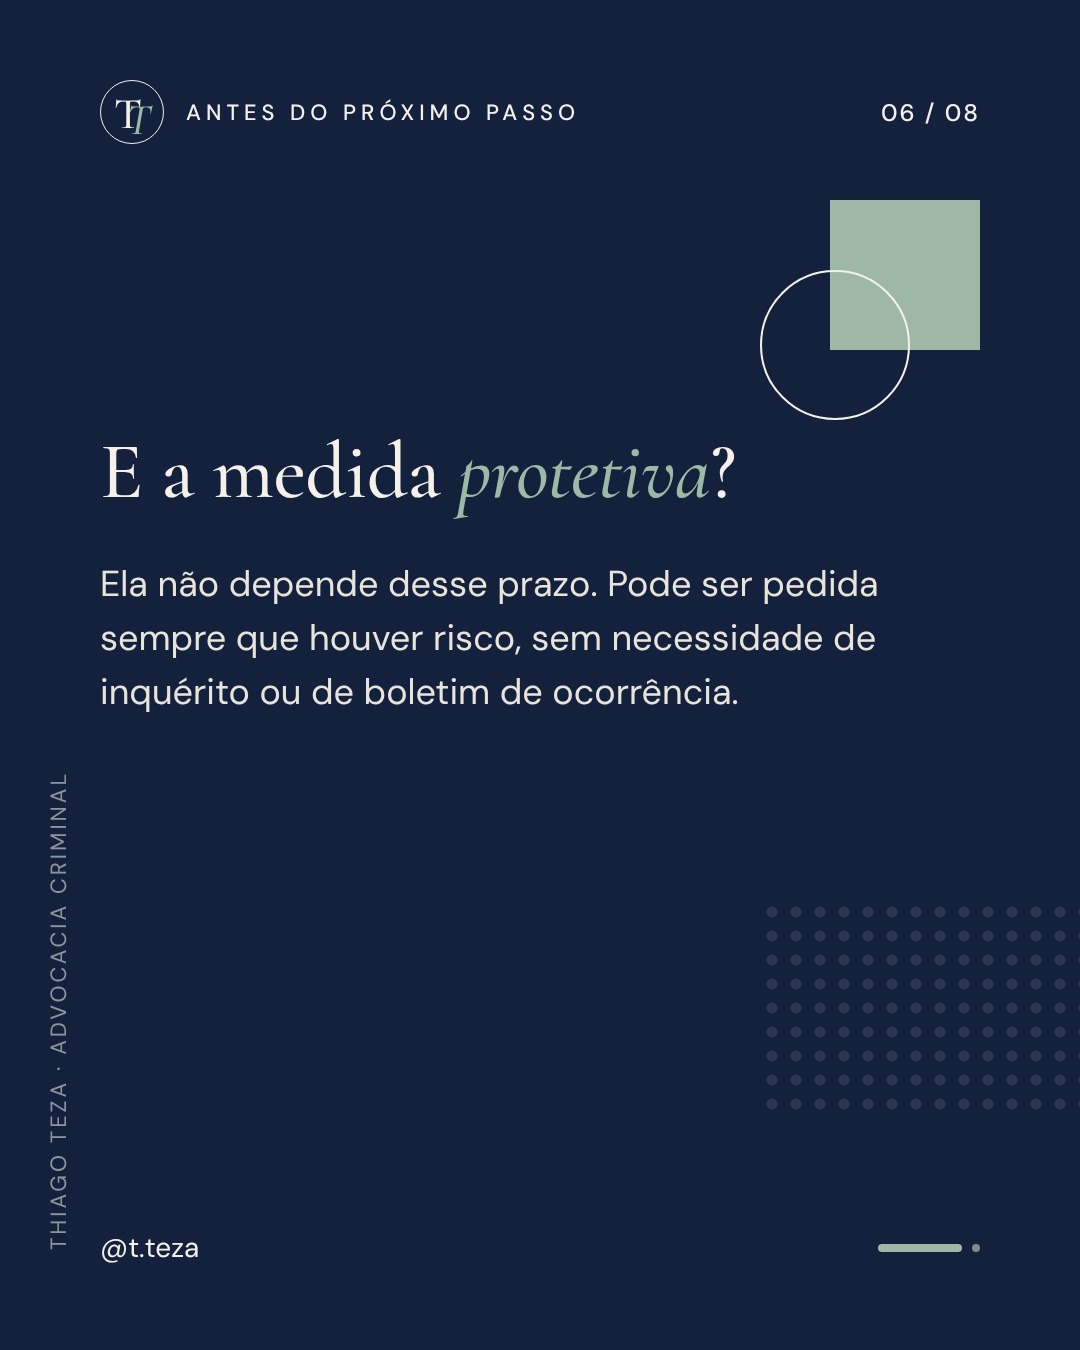 TT
ANTES DO PRÓXIMO PASSO
06 / 08
E a medida protetiva?
Ela não depende desse prazo. Pode ser pedida
sempre que houver risco, sem necessidade de
inquérito ou de boletim de ocorrência.
THIAGO TEZA · ADVOCACIA CRIMINAL
@t.teza